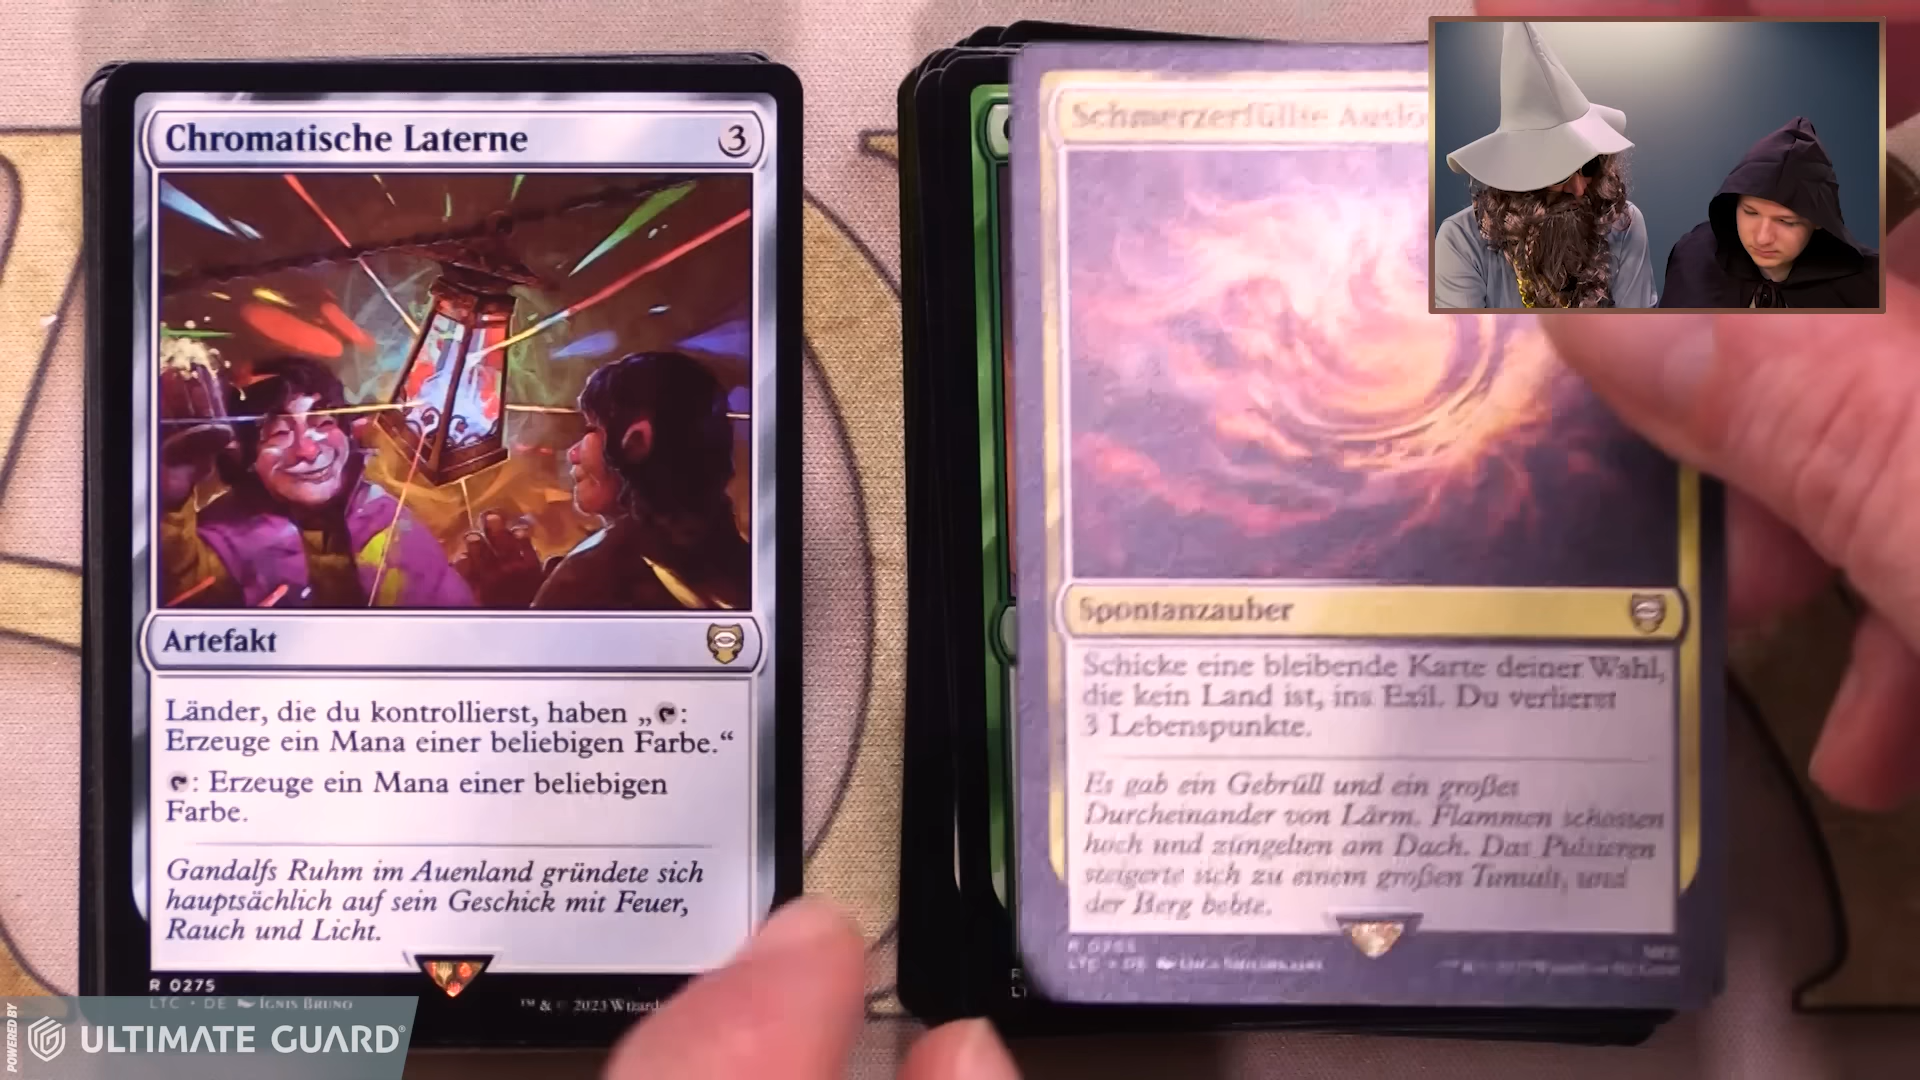 Chromatische Laterne
3
Artefakt
Länder, die du kontrollierst, haben „:
Erzeuge ein Mana einer beliebigen Farbe.“
: Erzeuge ein Mana einer beliebigen
Farbe.
Gandalfs Ruhm im Auenland gründete sich
hauptsächlich auf sein Geschick mit Feuer,
Rauch und Licht.
R 0275
LTC • DE IGNIS BRUNO
™ & © 2023 Wizards
Schmerzerfüllte
Spontanzauber
Schicke eine bleibende Karte deiner Wahl,
die kein Land ist, ins Exil. Du verlierst
3 Lebenspunkte.
Es gab ein Gebrüll und ein großes
Durcheinander von Lärm. Flammen schossen
hoch und züngelten am Dach. Das Pulsieren
steigerte sich zu einem großen Tumult, und
der Berg bebte.
LTC • DE
POWERED BY
ULTIMATE GUARD